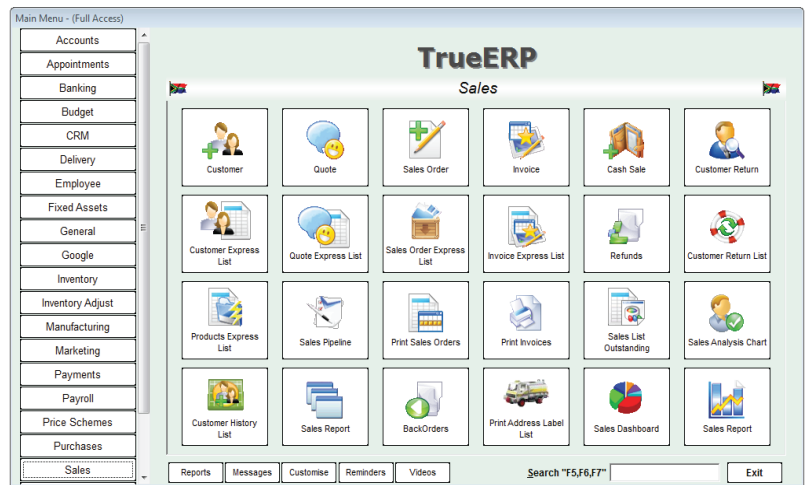 Main Menu - (Full Access)
Accounts
Appointments
Banking
Budget
CRM
Delivery
Employee
Fixed Assets
General
Google
Inventory
Inventory Adjust
Manufacturing
Marketing
Payments
Payroll
Price Schemes
Purchases
Sales
TrueERP
Sales
Customer
Quote
Sales Order
Invoice
Cash Sale
Customer Return
Customer Express
List
Quote Express List
Sales Order Express
List
Invoice Express List
Refunds
Customer Return List
Products Express
List
Sales Pipeline
Print Sales Orders
Print Invoices
Sales List
Outstanding
Sales Analysis Chart
Customer History
List
Sales Report
BackOrders
Print Address Label
List
Sales Dashboard
Sales Report
Reports
Messages
Customise
Reminders
Videos
Search "F5,F6,F7"
Exit